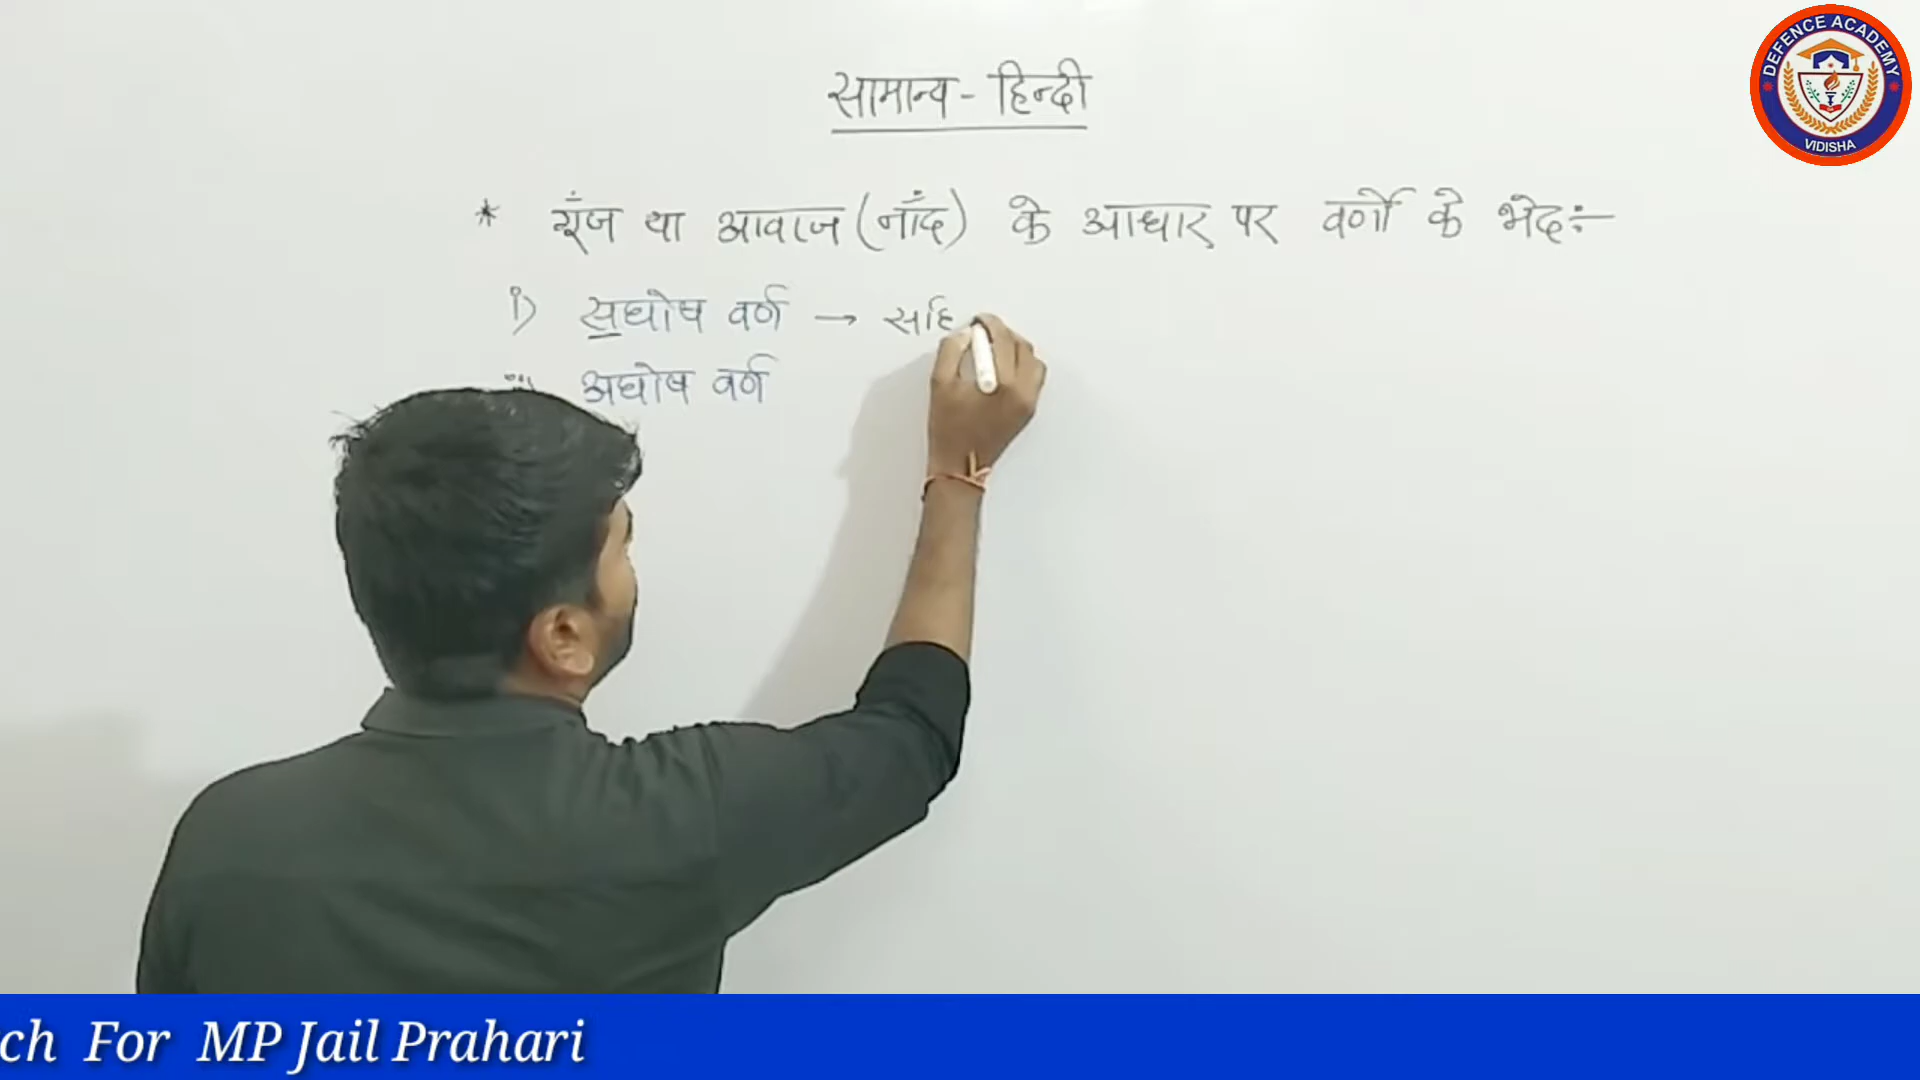 सामान्य - हिन्दी
* गूँज या आवाज (नाँद) के आधार पर वर्णों के भेद:-
i) सघोष वर्ण → सहि
अघोष वर्ण
DEFENCE ACADEMY
VIDISHA
ch For MP Jail Prahari